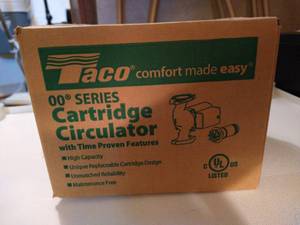 Taco® comfort made easy®
00® SERIES
Cartridge
Circulator
with Time Proven Features
■ High Capacity
■ Unique Replaceable Cartridge Design
■ Unmatched Reliability
■ Maintenance Free
C UL US
LISTED